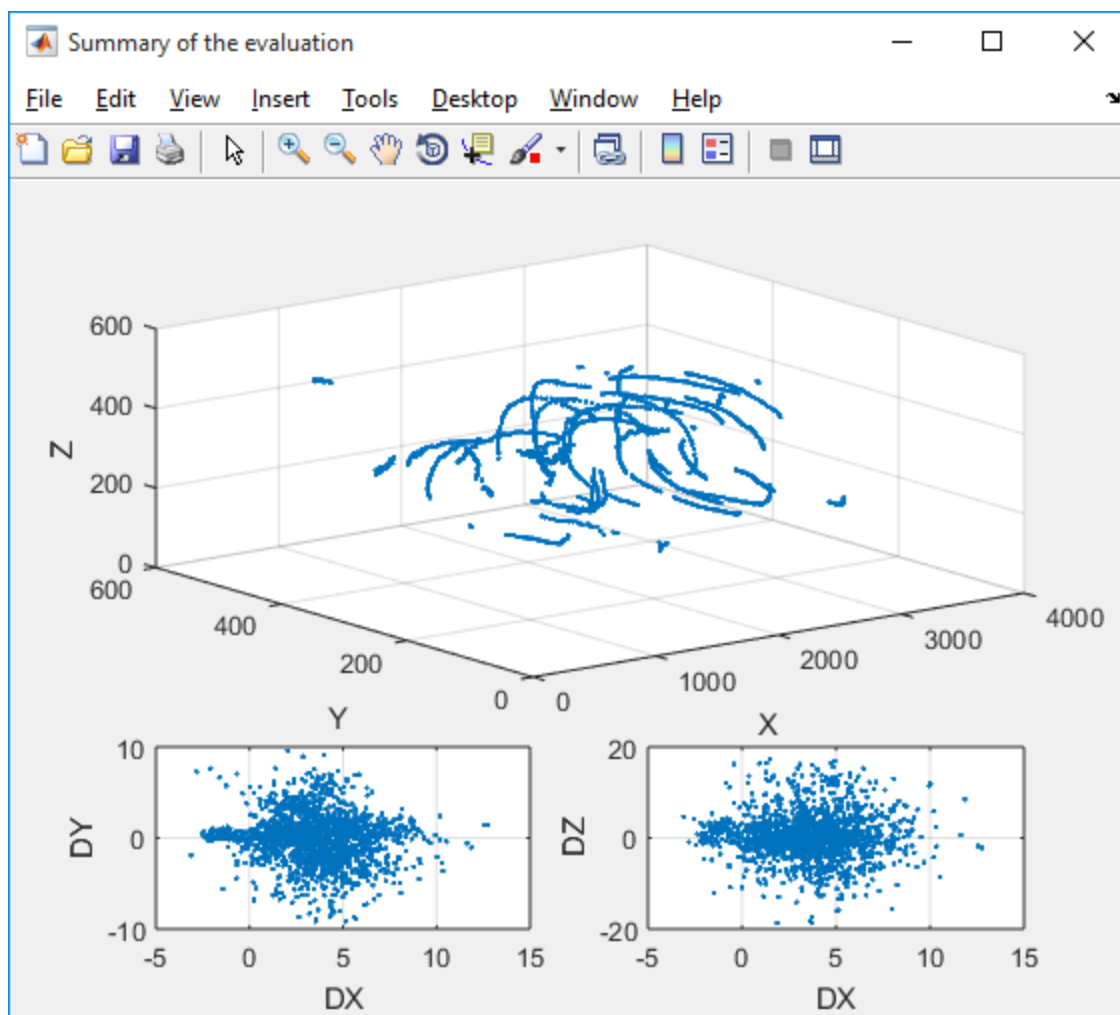 Summary of the evaluation
File Edit View Insert Tools Desktop Window Help
600
400
200
0
Z
600
400
200
0
Y
0
1000
2000
3000
4000
X
10
0
-10
DY
-5 0 5 10 15
DX
20
0
-20
DZ
-5 0 5 10 15
DX